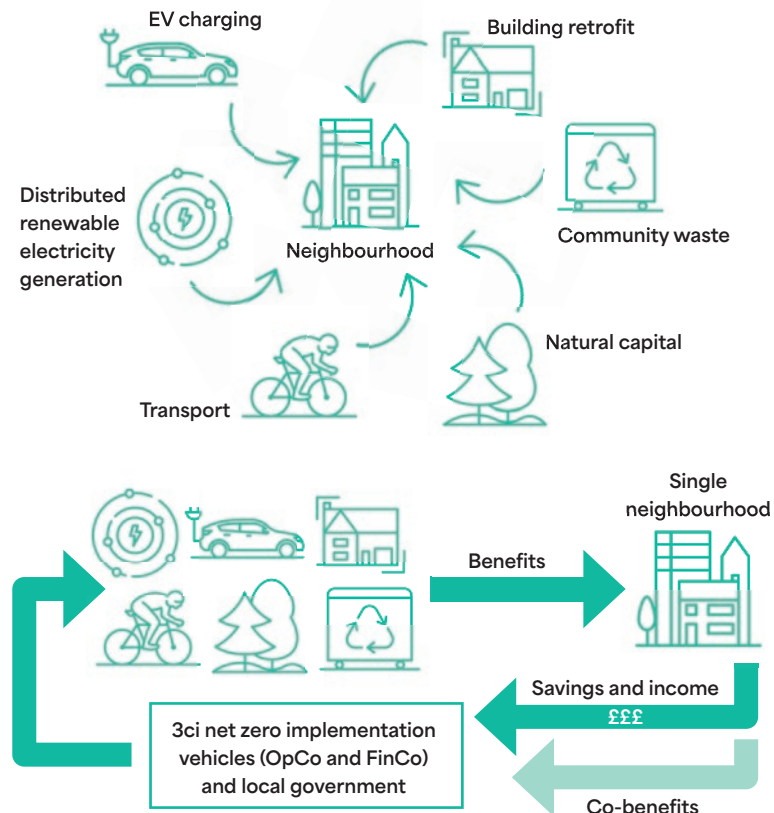 EV charging
Building retrofit
Distributed
renewable
electricity
generation
Neighbourhood
Community waste
Natural capital
Transport
Single
neighbourhood
Benefits
Savings and income
£££
3ci net zero implementation
vehicles (OpCo and FinCo)
and local government
Co-benefits